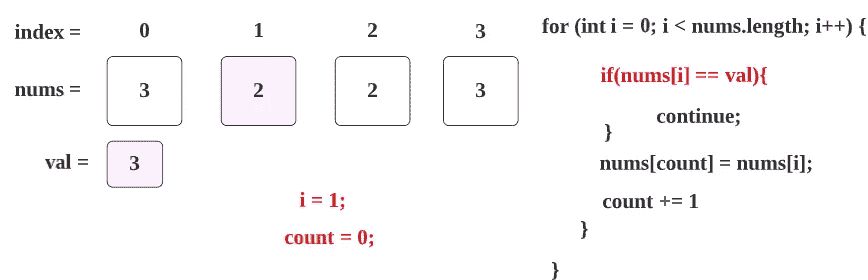 index = 0 1 2 3
nums = 3 2 2 3
val = 3
i = 1;
count = 0;
for (int i = 0; i < nums.length; i++) {
if(nums[i] == val){
continue;
}
nums[count] = nums[i];
count += 1
}
}